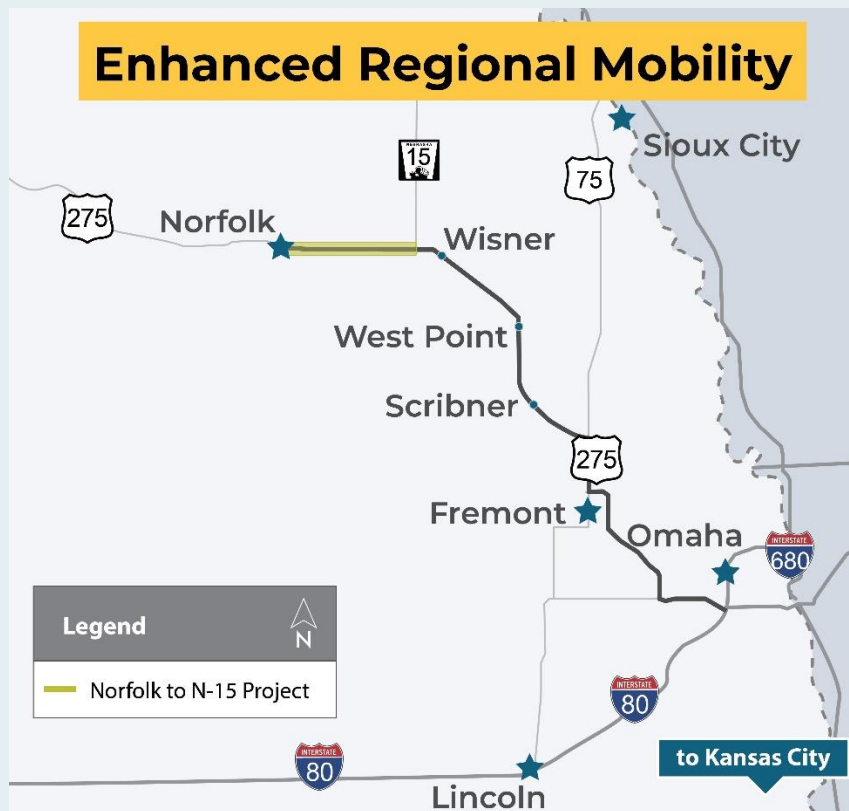 Enhanced Regional Mobility
Sioux City
NEBRASKA
15
75
275
Norfolk
Wisner
West Point
Scribner
275
Fremont
Omaha
INTERSTATE
680
Legend
N
Norfolk to N-15 Project
INTERSTATE
80
INTERSTATE
80
to Kansas City
Lincoln